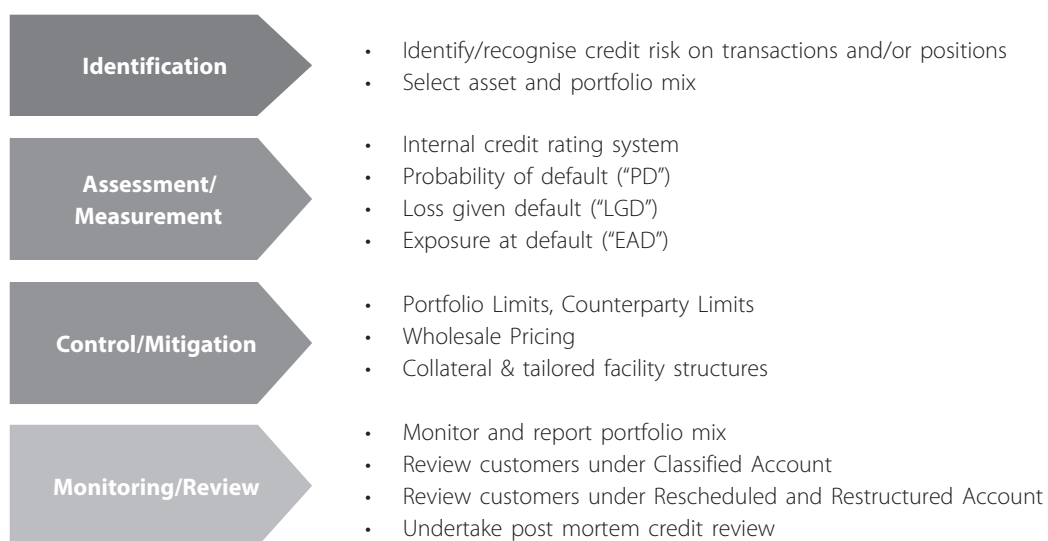 Identification
• Identify/recognise credit risk on transactions and/or positions
• Select asset and portfolio mix
Assessment/
Measurement
• Internal credit rating system
• Probability of default (“PD”)
• Loss given default (“LGD”)
• Exposure at default (“EAD”)
Control/Mitigation
• Portfolio Limits, Counterparty Limits
• Wholesale Pricing
• Collateral & tailored facility structures
Monitoring/Review
• Monitor and report portfolio mix
• Review customers under Classified Account
• Review customers under Rescheduled and Restructured Account
• Undertake post mortem credit review